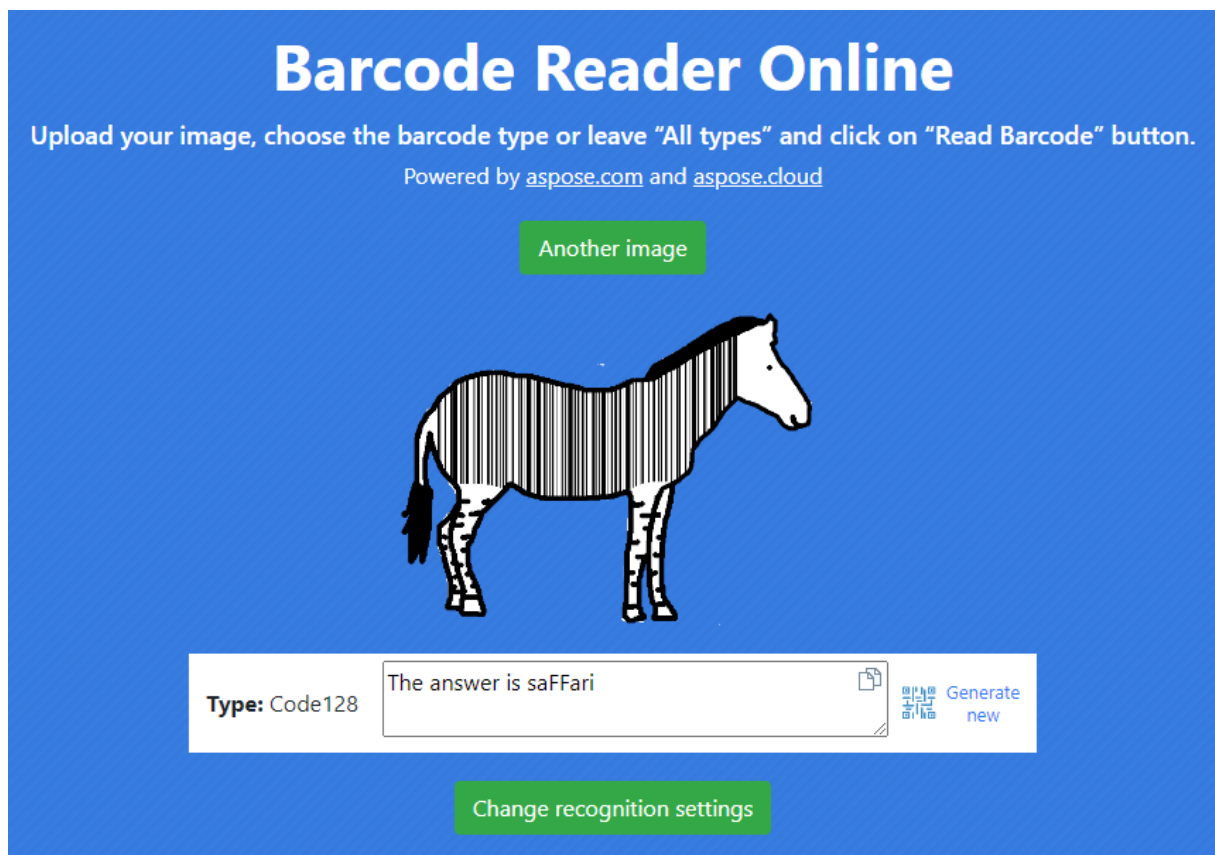 Barcode Reader Online
Upload your image, choose the barcode type or leave “All types” and click on “Read Barcode” button.
Powered by aspose.com and aspose.cloud
Another image
Type: Code128
The answer is saFFari
Generate
new
Change recognition settings